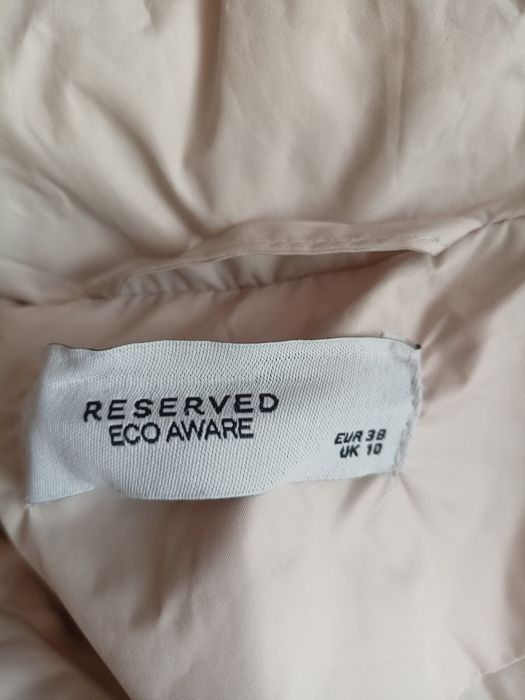 RESERVED
ECO AWARE
EUR 38
UK 10